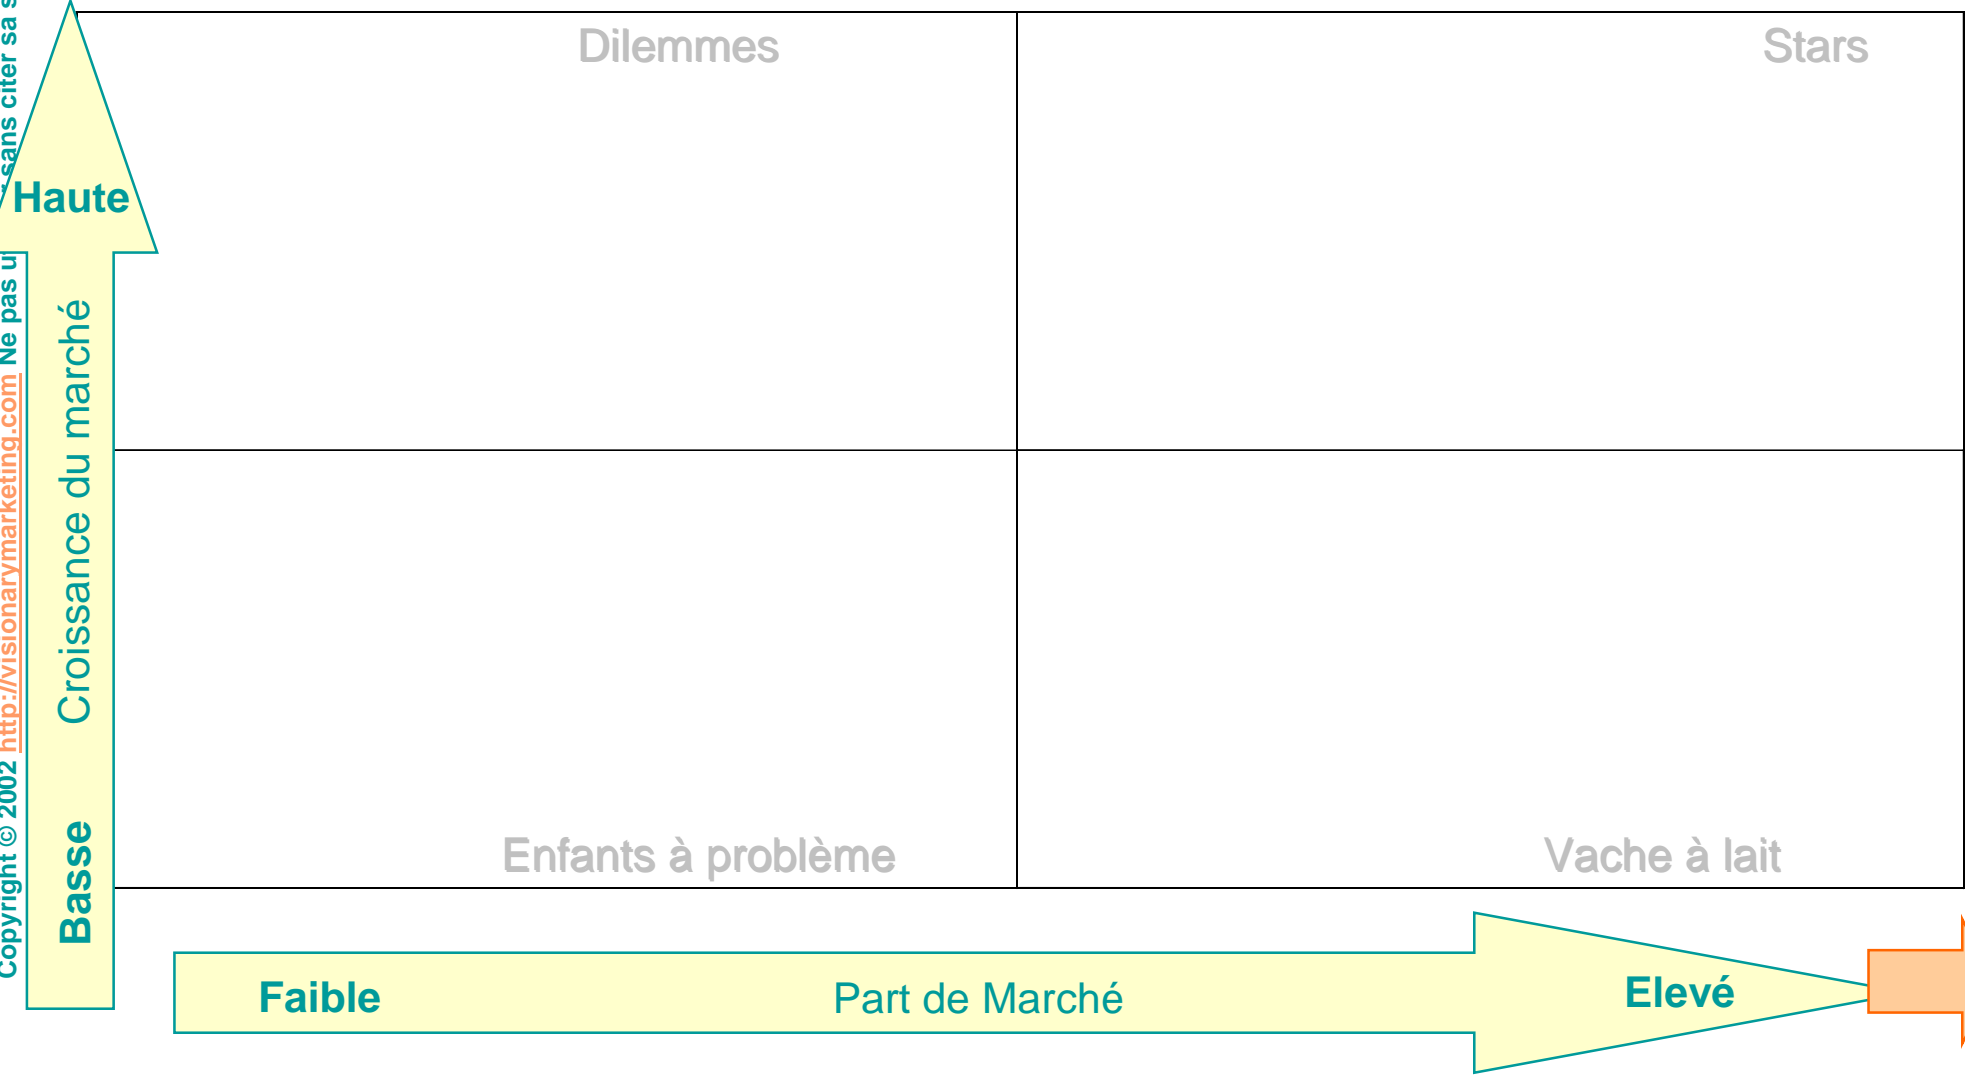 Dilemmes
Stars
Haute
Croissance du marché
Basse
Enfants à problème
Vache à lait
Faible
Part de Marché
Elevé
Copyright © 2002 http://visionarymarketing.com Ne pas sans citer sa